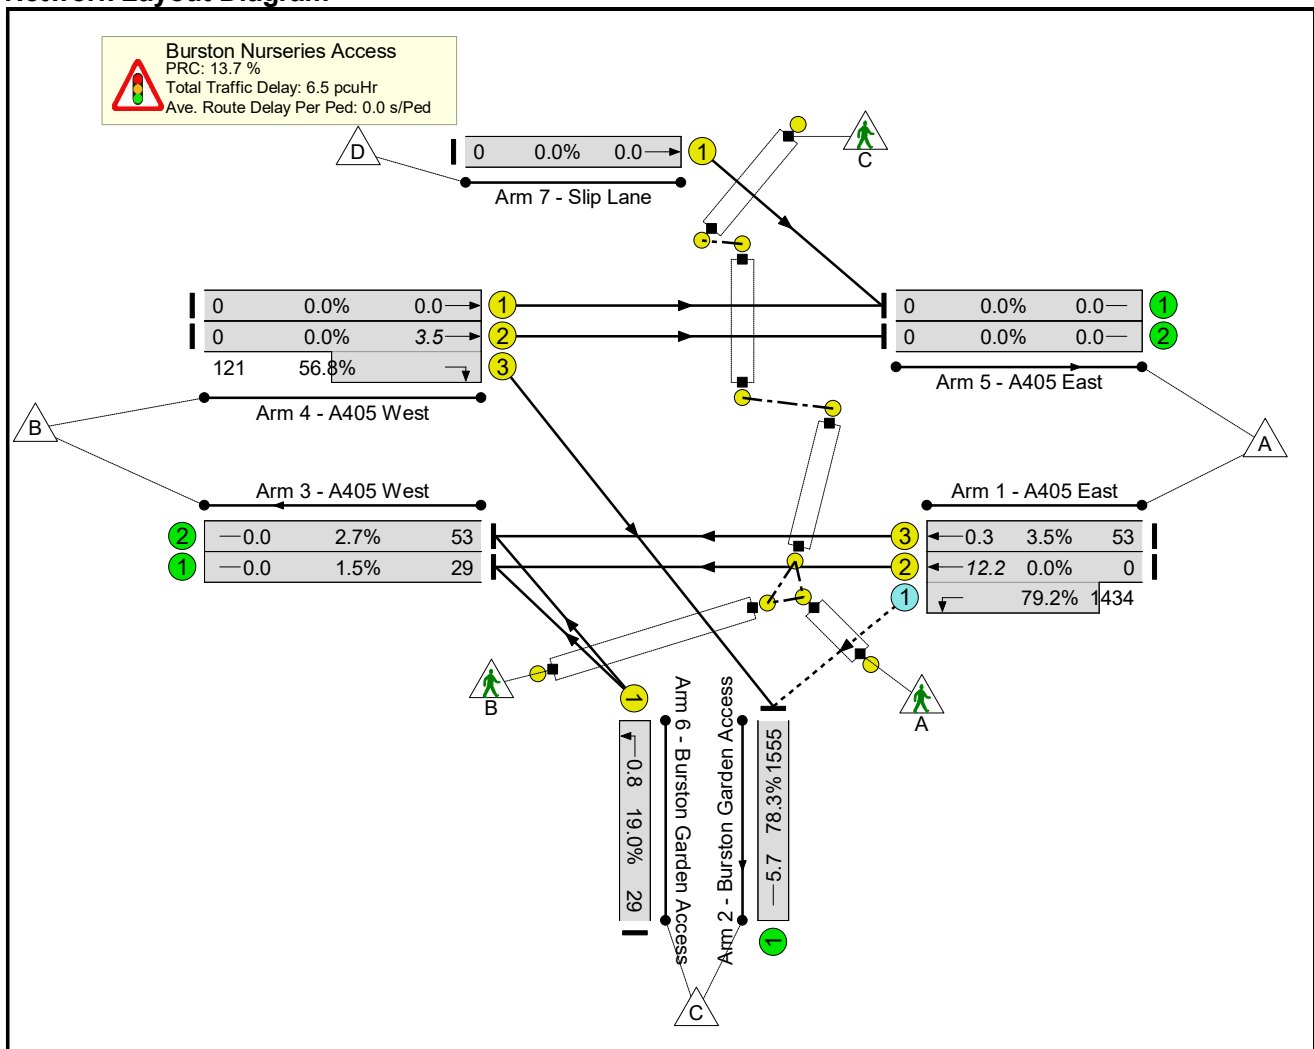 Network Layout Diagram
Burston Nurseries Access
PRC: 13.7 %
Total Traffic Delay: 6.5 pcuHr
Ave. Route Delay Per Ped: 0.0 s/Ped
D
0 0.0% 0.0 1
Arm 7 - Slip Lane
C
0 0.0% 0.0 1
0 0.0% 3.5 2
121 56.8% 3
Arm 4 - A405 West
0 0.0% 0.0 1
0 0.0% 0.0 2
Arm 5 - A405 East
B
A
Arm 3 - A405 West
2 0.0 2.7% 53
1 0.0 1.5% 29
Arm 1 - A405 East
3 0.3 3.5% 53
2 12.2 0.0% 0
1 79.2% 1434
B
A
1
0.8 19.0% 29
Arm 6 - Burston Garden Access
Arm 2 - Burston Garden Access
5.7 78.3% 1555
1
C